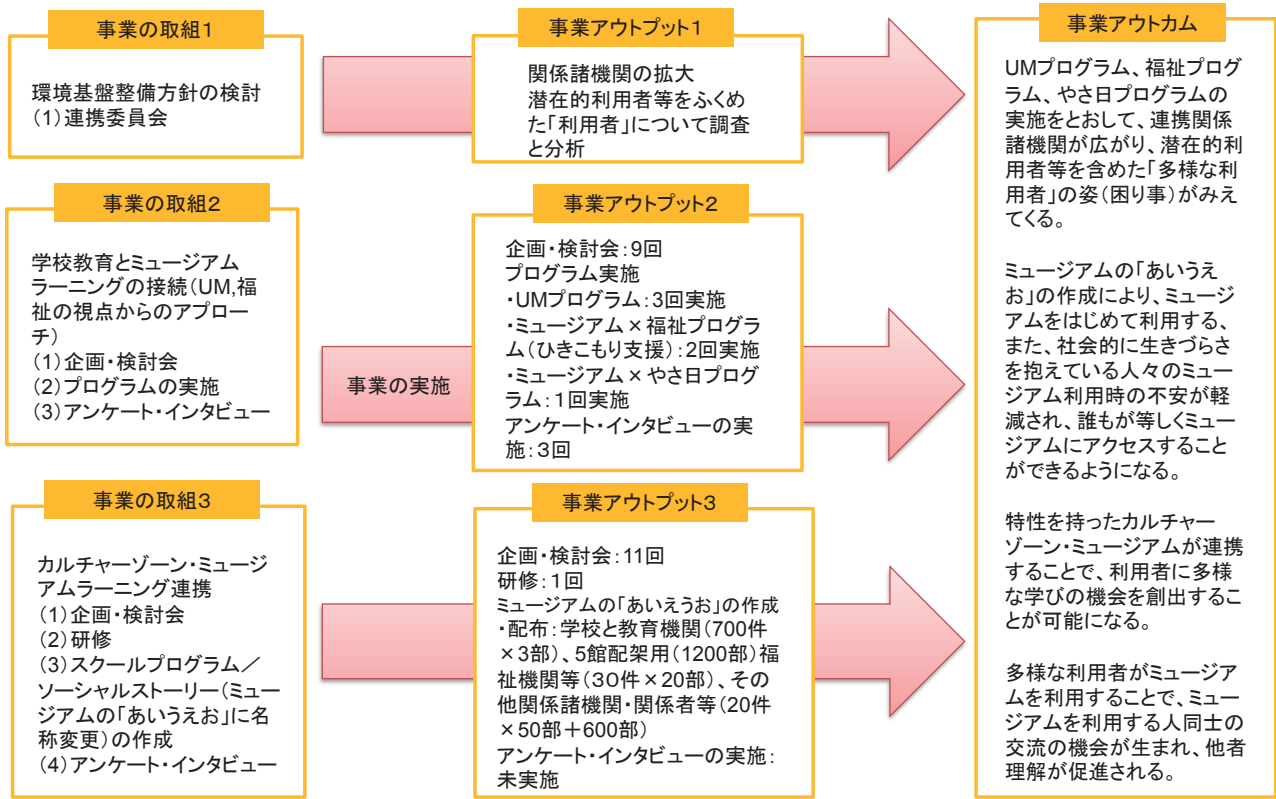 事業の取組1
環境基盤整備方針の検討
(1)連携委員会
事業アウトプット1
関係諸機関の拡大
潜在的利用者等をふくめ
た「利用者」について調査
と分析
事業の取組2
学校教育とミュージアム
ラーニングの接続(UM,福
祉の視点からのアプロー
チ)
(1)企画・検討会
(2)プログラムの実施
(3)アンケート・インタビュー
事業の実施
事業アウトプット2
企画・検討会:9回
プログラム実施
・UMプログラム:3回実施
・ミュージアム×福祉プログラ
ム(ひきこもり支援):2回実施
・ミュージアム×やさ日プログ
ラム:1回実施
アンケート・インタビューの実
施:3回
事業の取組3
カルチャーゾーン・ミュージ
アムラーニング連携
(1)企画・検討会
(2)研修
(3)スクールプログラム/
ソーシャルストーリー(ミュー
ジアムの「あいうえお」に名
称変更)の作成
(4)アンケート・インタビュー
事業アウトプット3
企画・検討会:11回
研修:1回
ミュージアムの「あいえうお」の作成
・配布:学校と教育機関(700件
×3部)、5館配架用(1200部)福
祉機関等(30件×20部)、その
他関係諸機関・関係者等(20件
×50部+600部)
アンケート・インタビューの実施:
未実施
事業アウトカム
UMプログラム、福祉プログ
ラム、やさ日プログラムの
実施をとおして、連携関係
諸機関が広がり、潜在的利
用者等を含めた「多様な利
用者」の姿(困り事)がみえ
てくる。
ミュージアムの「あいうえ
お」の作成により、ミュージ
アムをはじめて利用する、
また、社会的に生きづらさ
を抱えている人々のミュー
ジアム利用時の不安が軽
減され、誰もが等しくミュー
ジアムにアクセスすること
ができるようになる。
特性を持ったカルチャー
ゾーン・ミュージアムが連携
することで、利用者に多様
な学びの機会を創出するこ
とが可能になる。
多様な利用者がミュージア
ムを利用することで、ミュー
ジアムを利用する人同士の
交流の機会が生まれ、他者
理解が促進される。